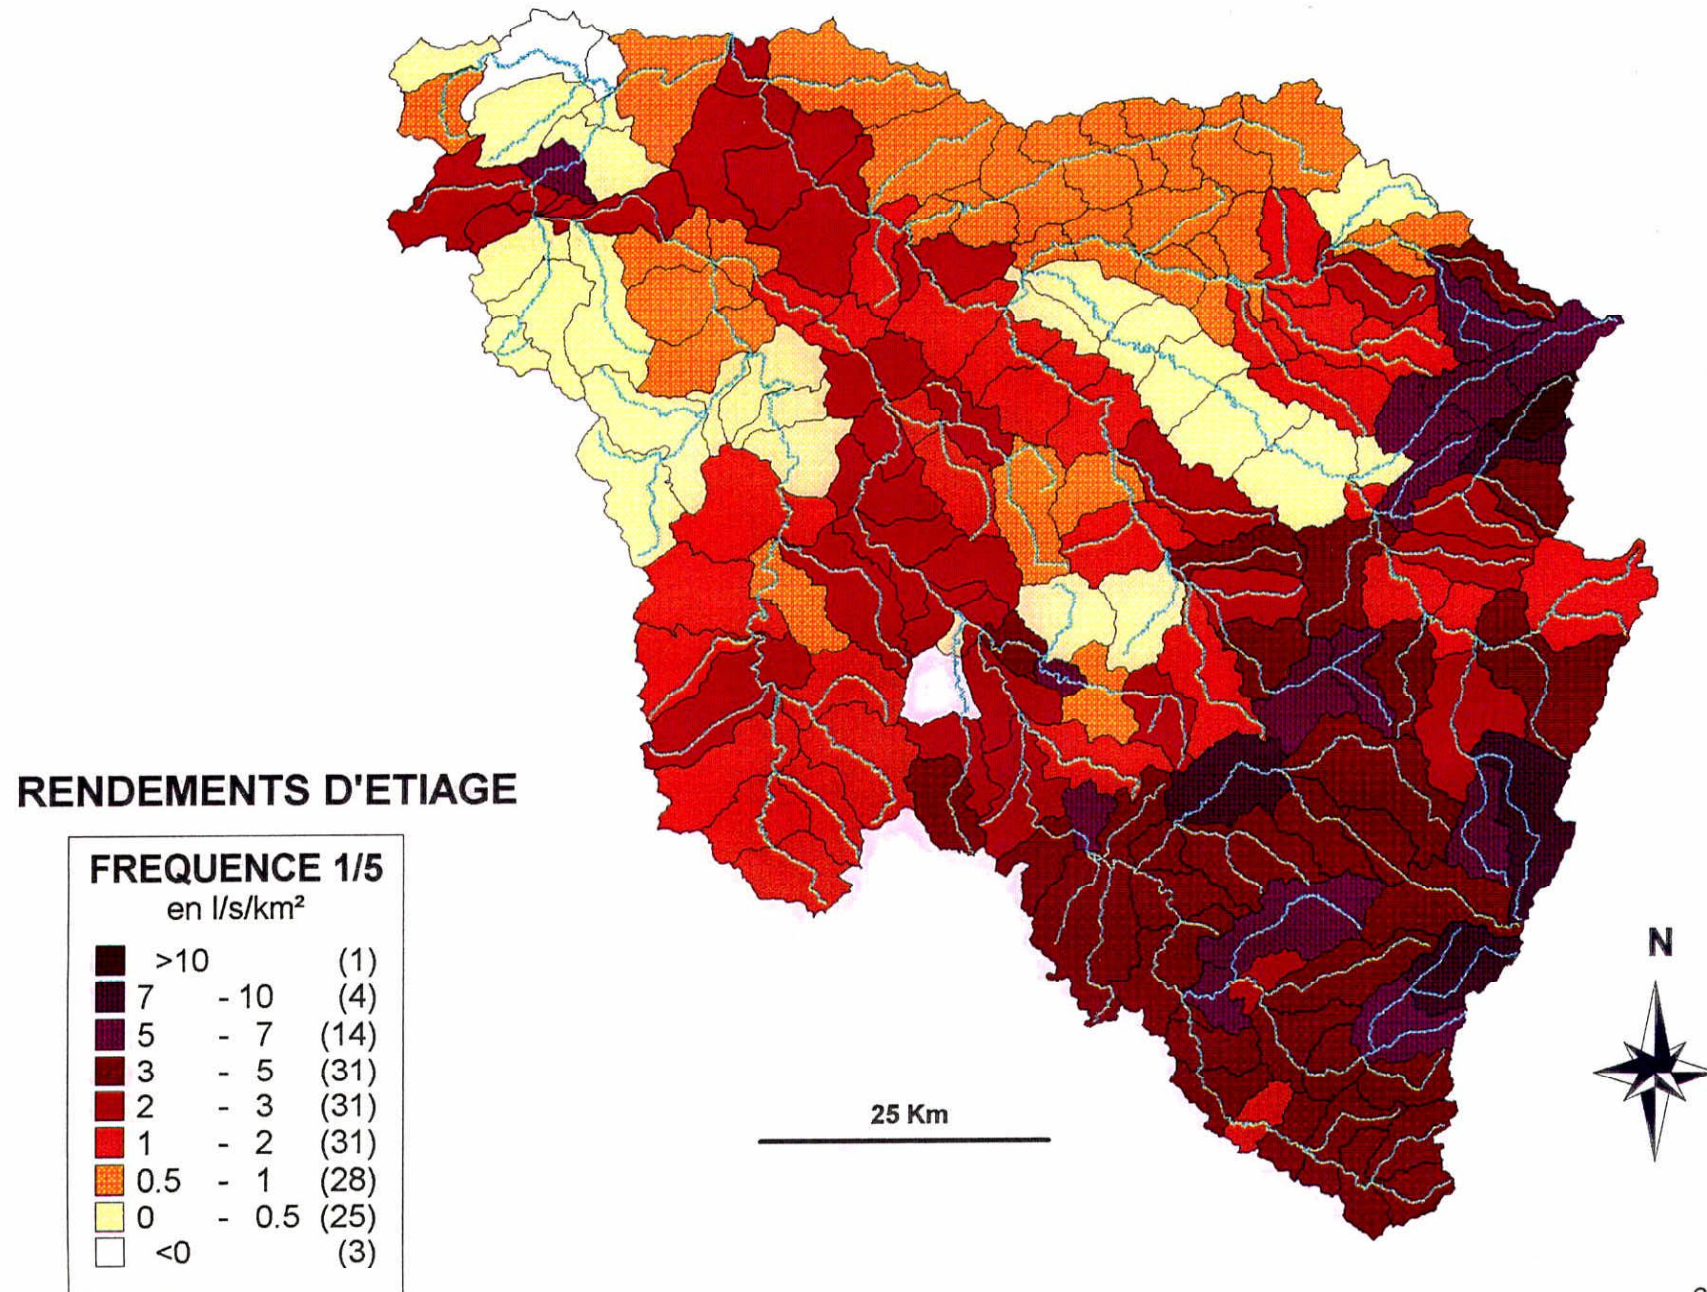 RENDEMENTS D'ETIAGE
FREQUENCE 1/5
en l/s/km²
>10 (1)
7 - 10 (4)
5 - 7 (14)
3 - 5 (31)
2 - 3 (31)
1 - 2 (31)
0.5 - 1 (28)
0 - 0.5 (25)
<0 (3)
25 Km
N